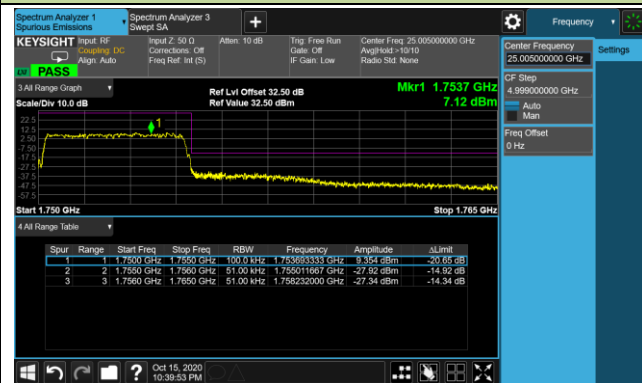 Spectrum Analyzer 1
Spurious Emissions
Spectrum Analyzer 3
Swept SA
Frequency
KEYSIGHT
Input: RF
Coupling: DC
Align: Auto
Input Z: 50 Ω
Corrections: Off
Freq Ref: Int (S)
Atten: 10 dB
Trig: Free Run
Gate: Off
IF Gain: Low
Center Freq: 25.005000000 GHz
Avg|Hold:>10/10
Radio Std: None
PASS
Center Frequency
25.005000000 GHz
Settings
CF Step
4.999000000 GHz
Auto
Man
Freq Offset
0 Hz
3 All Range Graph
Scale/Div 10.0 dB
Ref Lvl Offset 32.50 dB
Ref Value 32.50 dBm
Mkr1 1.7537 GHz
7.12 dBm
22.5
12.5
2.50
-7.50
-17.5
-27.5
-37.5
-47.5
-57.5
1
Start 1.750 GHz
Stop 1.765 GHz
4 All Range Table
Spur Range Start Freq Stop Freq RBW Frequency Amplitude ΔLimit
1 1 1.7500 GHz 1.7550 GHz 100.0 kHz 1.753693333 GHz 9.354 dBm -20.65 dB
2 2 1.7550 GHz 1.7560 GHz 51.00 kHz 1.755011667 GHz -27.92 dBm -14.92 dB
3 3 1.7560 GHz 1.7650 GHz 51.00 kHz 1.758232000 GHz -27.34 dBm -14.34 dB
Oct 15, 2020
10:39:53 PM